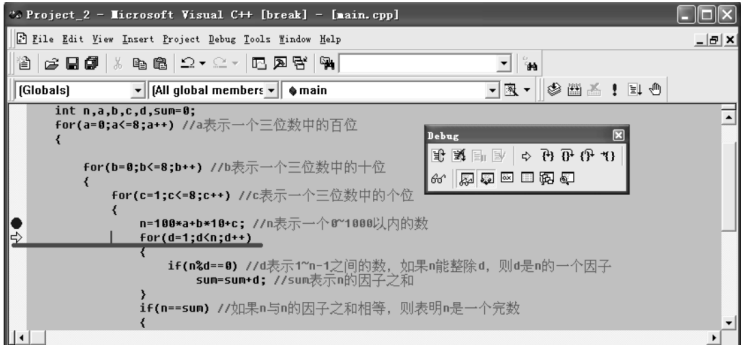 Project_2 - Microsoft Visual C++ [break] - [main.cpp]
File Edit View Insert Project Debug Tools Window Help
(Globals) (All global members main
int n,a,b,c,d,sum=0;
for(a=0;a<=8;a++) //a表示一个三位数中的百位
{
for(b=0;b<=8;b++) //b表示一个三位数中的十位
{
for(c=1;c<=8;c++) //c表示一个三位数中的个位
{
n=100*a+b*10+c; //n表示一个0~1000以内的数
for(d=1;d<n;d++)
{
if(n%d==0) //d表示1~n-1之间的数，如果n能整除d，则d是n的一个因子
sum=sum+d; //sum表示n的因子之和
}
if(n==sum) //如果n与n的因子之和相等，则表明n是一个完数
{
Debug